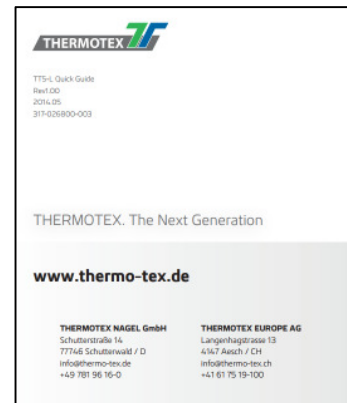 THERMOTEX
TT5-L Quick Guide
Rev1.00
2014.05
317-026800-003
THERMOTEX. The Next Generation
www.thermo-tex.de
THERMOTEX NAGEL GmbH
Schutterstraße 14
77746 Schutterwald / D
info@thermo-tex.de
+49 781 96 16-0
THERMOTEX EUROPE AG
Langenhagstrasse 13
4147 Aesch / CH
info@thermo-tex.ch
+41 61 75 19-100